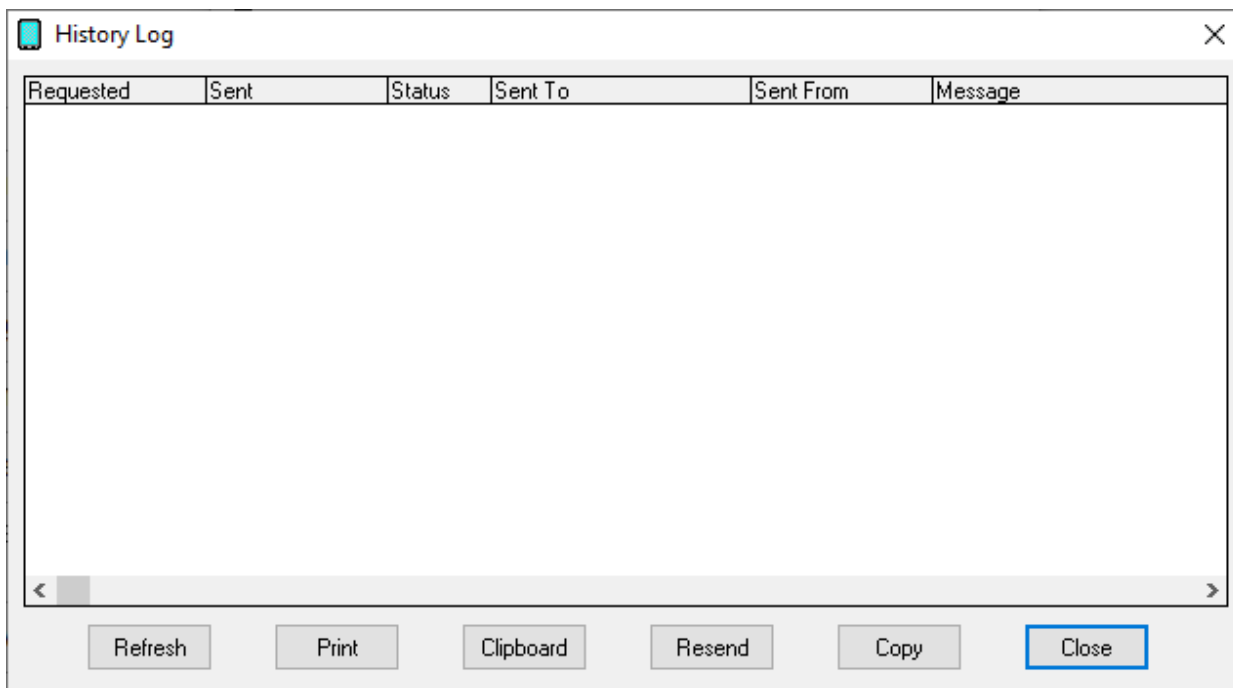 History Log
Requested Sent Status Sent To Sent From Message
Refresh Print Clipboard Resend Copy Close